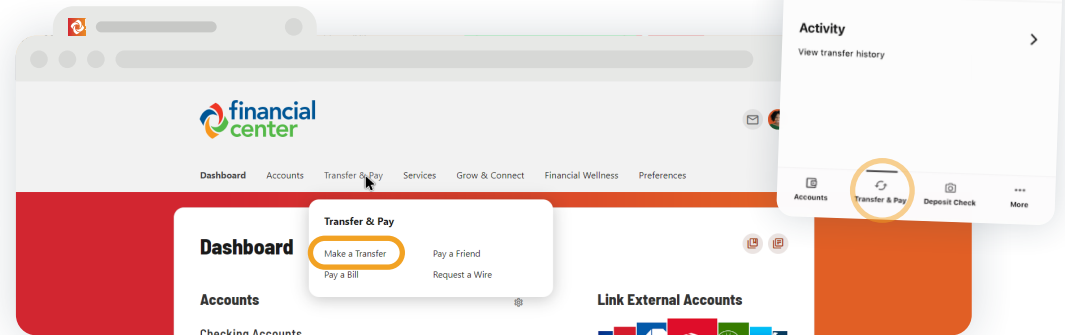 financial
center
Dashboard Accounts Transfer & Pay Services Grow & Connect Financial Wellness Preferences
Transfer & Pay
Make a Transfer Pay a Friend
Pay a Bill Request a Wire
Dashboard
Accounts
Link External Accounts
Checking Accounts
Activity
View transfer history
Accounts Transfer & Pay Deposit Check More